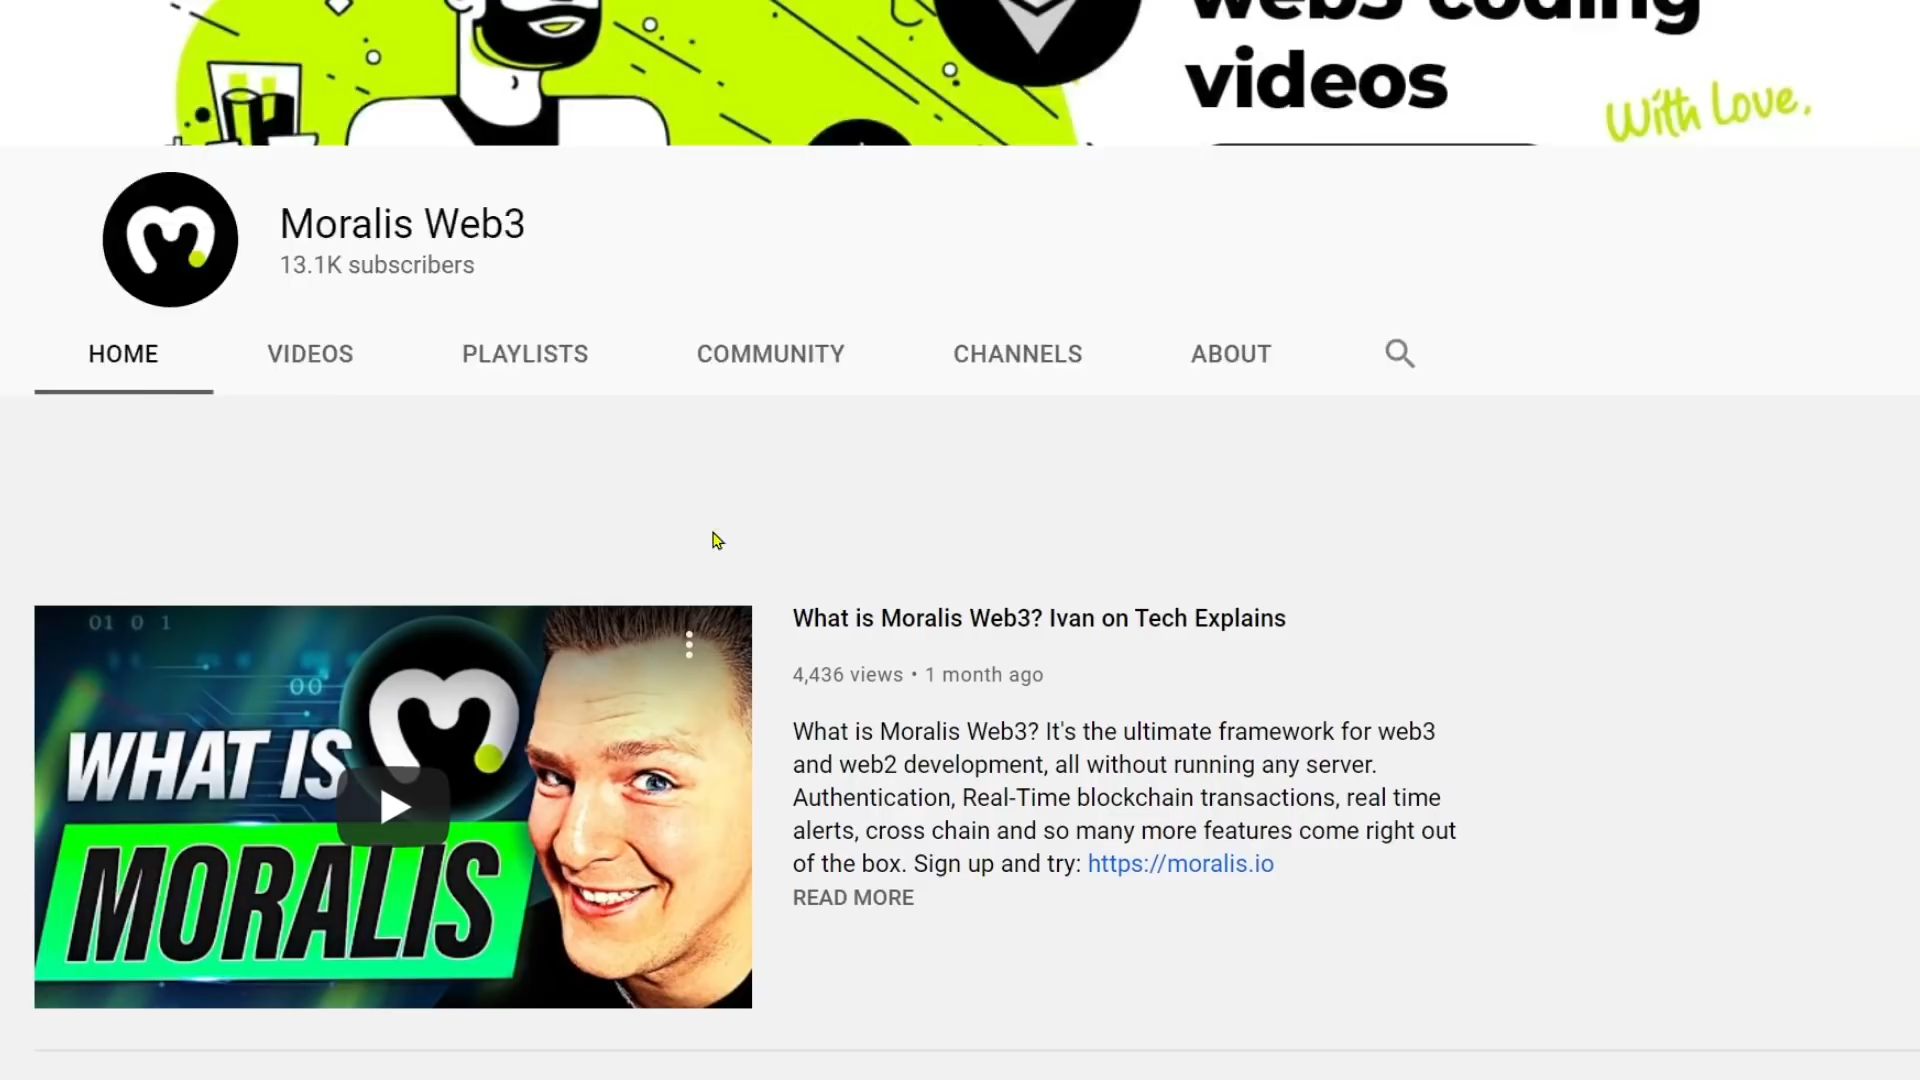 web3 coding
videos
With Love.
Moralis Web3
13.1K subscribers
HOME VIDEOS PLAYLISTS COMMUNITY CHANNELS ABOUT
01 0 1
00
WHAT IS
MORALIS
What is Moralis Web3? Ivan on Tech Explains
4,436 views • 1 month ago
What is Moralis Web3? It's the ultimate framework for web3
and web2 development, all without running any server.
Authentication, Real-Time blockchain transactions, real time
alerts, cross chain and so many more features come right out
of the box. Sign up and try: https://moralis.io
READ MORE